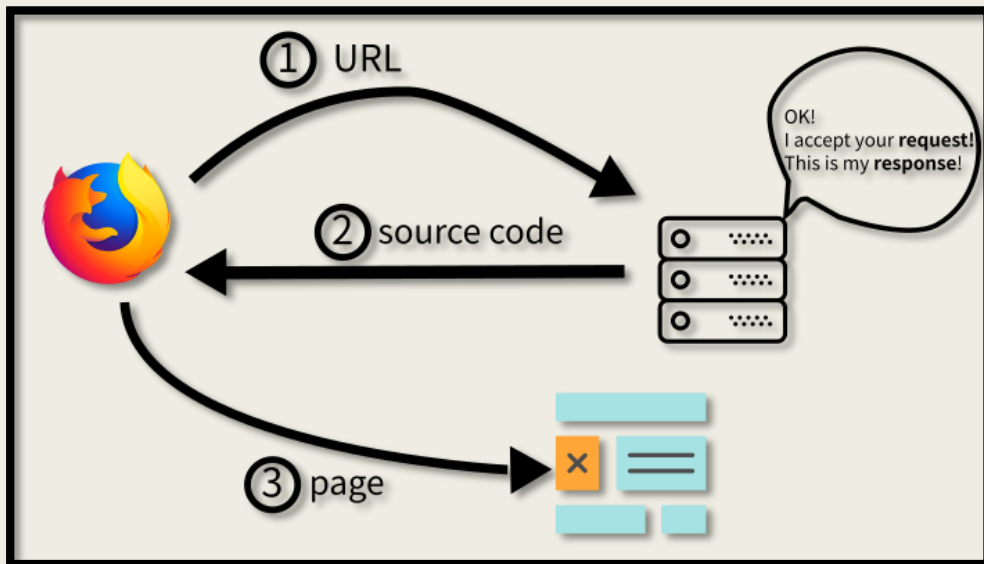 1 URL
OK!
I accept your request!
This is my response!
2 source code
3 page